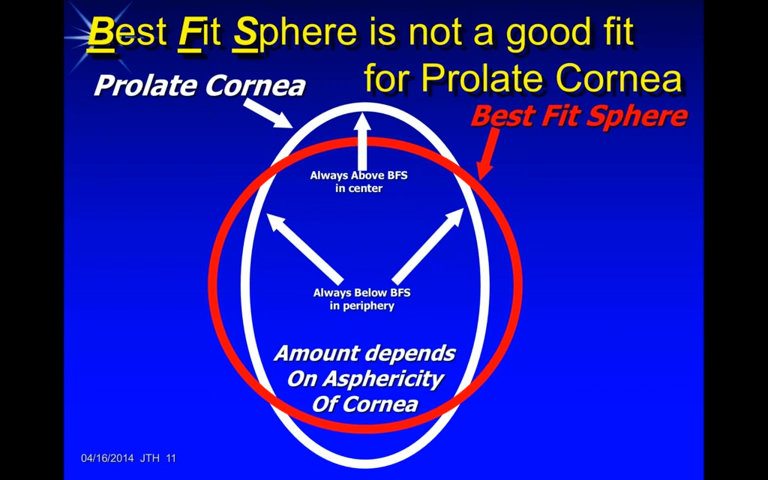 Best Fit Sphere is not a good fit
for Prolate Cornea
Prolate Cornea
Best Fit Sphere
Always Above BFS
in center
Always Below BFS
in periphery
Amount depends
On Asphericity
Of Cornea
04/16/2014 JTH 11